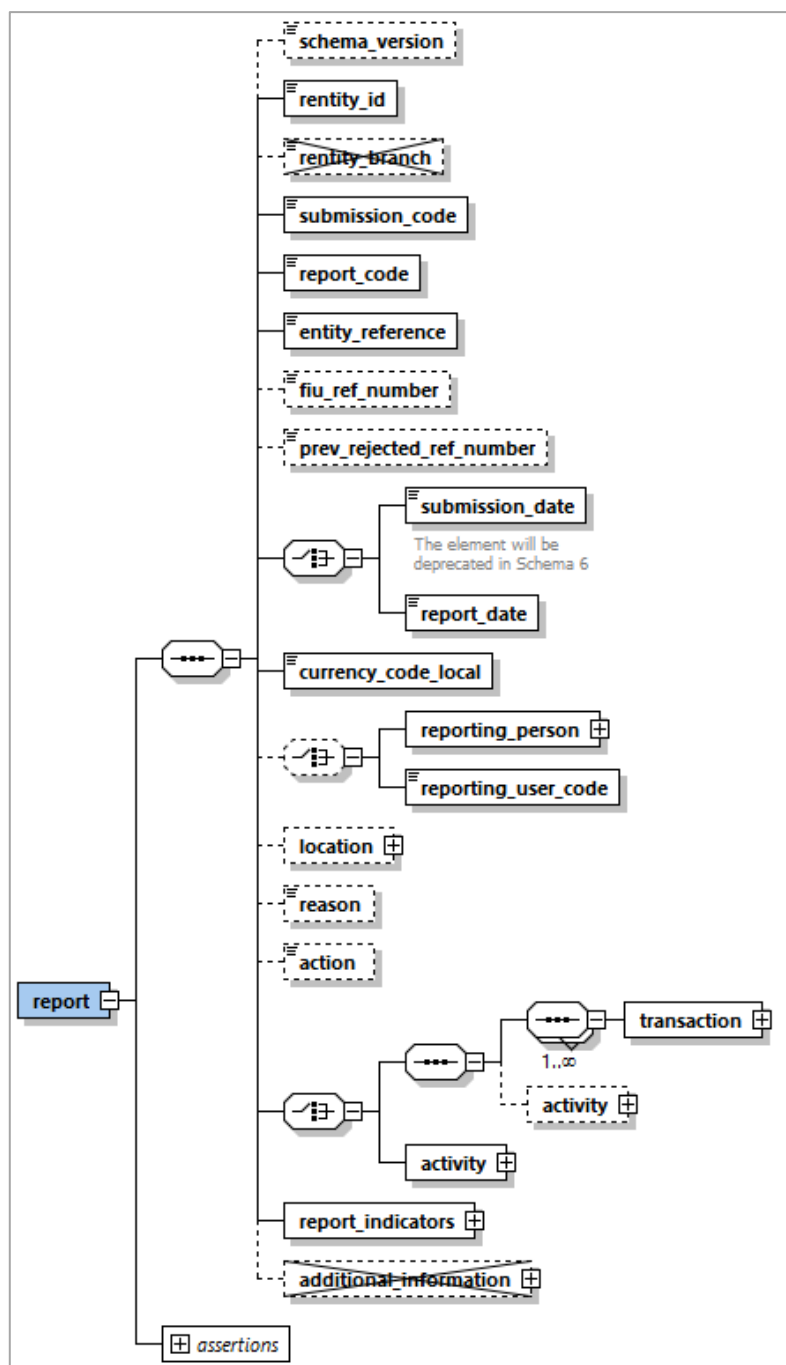 schema_version
rentity_id
rentity_branch
submission_code
report_code
entity_reference
fiu_ref_number
prev_rejected_ref_number
submission_date
The element will be
deprecated in Schema 6
report_date
currency_code_local
reporting_person
reporting_user_code
location
reason
action
report
transaction
1..∞
activity
activity
report_indicators
additional_information
assertions